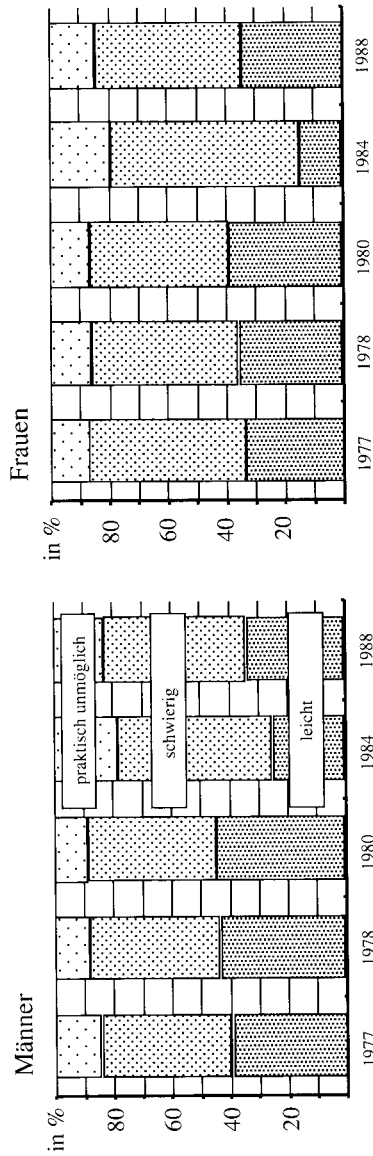 Männer
in %
80
60
40
20
praktisch unmöglich
schwierig
leicht
1977
1978
1980
1984
1988
Frauen
in %
80
60
40
20
1977
1978
1980
1984
1988